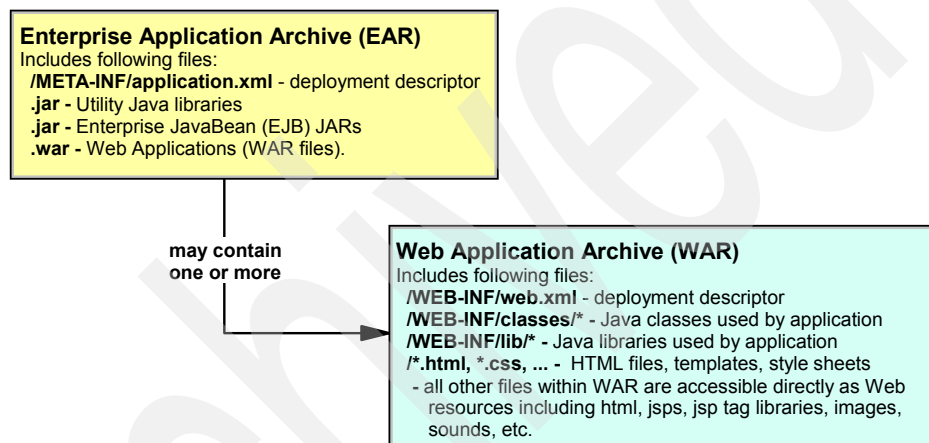 Enterprise Application Archive (EAR)
Includes following files:
/META-INF/application.xml - deployment descriptor
.jar - Utility Java libraries
.jar - Enterprise JavaBean (EJB) JARs
.war - Web Applications (WAR files).
may contain
one or more
Web Application Archive (WAR)
Includes following files:
/WEB-INF/web.xml - deployment descriptor
/WEB-INF/classes/* - Java classes used by application
/WEB-INF/lib/* - Java libraries used by application
/*.html, *.css, ... - HTML files, templates, style sheets
- all other files within WAR are accessible directly as Web
resources including html, jsps, jsp tag libraries, images,
sounds, etc.